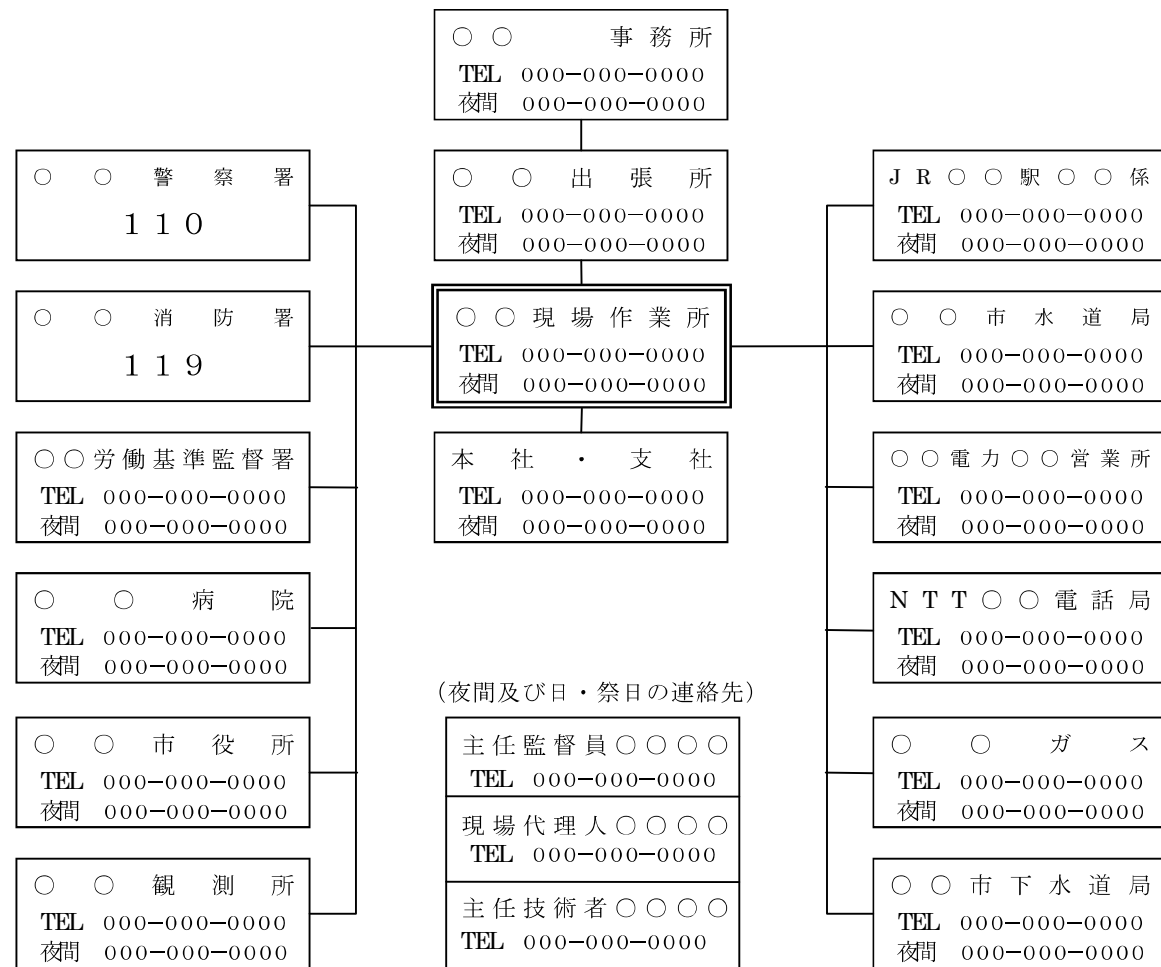 ○○ 事務所
TEL 000-000-0000
夜間 000-000-0000
○○警察署
110
○○出張所
TEL 000-000-0000
夜間 000-000-0000
JR○○駅○○係
TEL 000-000-0000
夜間 000-000-0000
○○消防署
119
○○現場作業所
TEL 000-000-0000
夜間 000-000-0000
○○市水道局
TEL 000-000-0000
夜間 000-000-0000
○○労働基準監督署
TEL 000-000-0000
夜間 000-000-0000
本社・支社
TEL 000-000-0000
夜間 000-000-0000
○○電力○○営業所
TEL 000-000-0000
夜間 000-000-0000
○○病院
TEL 000-000-0000
夜間 000-000-0000
NTT○○電話局
TEL 000-000-0000
夜間 000-000-0000
(夜間及び日・祭日の連絡先)
○○市役所
TEL 000-000-0000
夜間 000-000-0000
主任監督員○○○○
TEL 000-000-0000
現場代理人○○○○
TEL 000-000-0000
主任技術者○○○○
TEL 000-000-0000
○○ガス
TEL 000-000-0000
夜間 000-000-0000
○○観測所
TEL 000-000-0000
夜間 000-000-0000
○○市下水道局
TEL 000-000-0000
夜間 000-000-0000